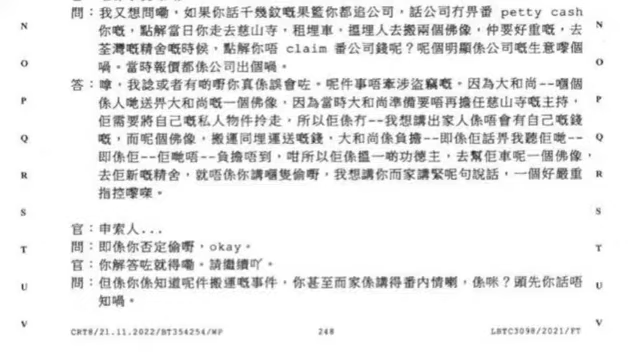 問：我又想問嘞，如果你話千幾蚊嘅果籃你都追公司，話公司冇畀番 petty cash
你嘅，點解當日你走去慈山寺，租埋車，搵埋人去搬兩個佛像，仲要好重嘅，去
荃灣嘅精舍嘅時候，點解你唔 claim 番公司錢呢？呢個明顯係公司嘅生意嚟個
喎。當時報價都係公司出個喎。
答：嗱，我諗或者有啲嘢你真係誤會咗。呢件事唔牽涉盜竊嘅。因為大和尚--嗰個
係人哋送畀大和尚嘅一個佛像，因為當時大和尚準備要唔再擔任慈山寺嘅主持，
佢需要將自己嘅私人物件拎走，所以佢係冇--我想講出家人係唔會有自己嘅錢
嘅，而呢個佛像，搬運同埋運送嘅錢，大和尚係負擔--即係佢話畀我聽佢哋--
即係佢--佢哋唔--負擔唔到，咁所以佢係搵一啲功德主，去幫佢車呢一個佛像，
去佢新嘅精舍，就唔係你講嗰隻偷嘢，我想講你而家講緊呢句說話，一個好嚴重
指控嚟㗎。
官：申索人...
問：即係你否定偷嘢，okay。
官：你解答咗就得嘞。請繼續吖。
問：但係你係知道呢件搬運嘅事件，你甚至而家係講得番內情喇，係咪？頭先你話唔
知喎。
N
O
P
Q
R
S
T
U
V
N
O
P
Q
R
S
T
U
V
CRT8/21.11.2022/BT354254/WP
248
LBTC3098/2021/PT